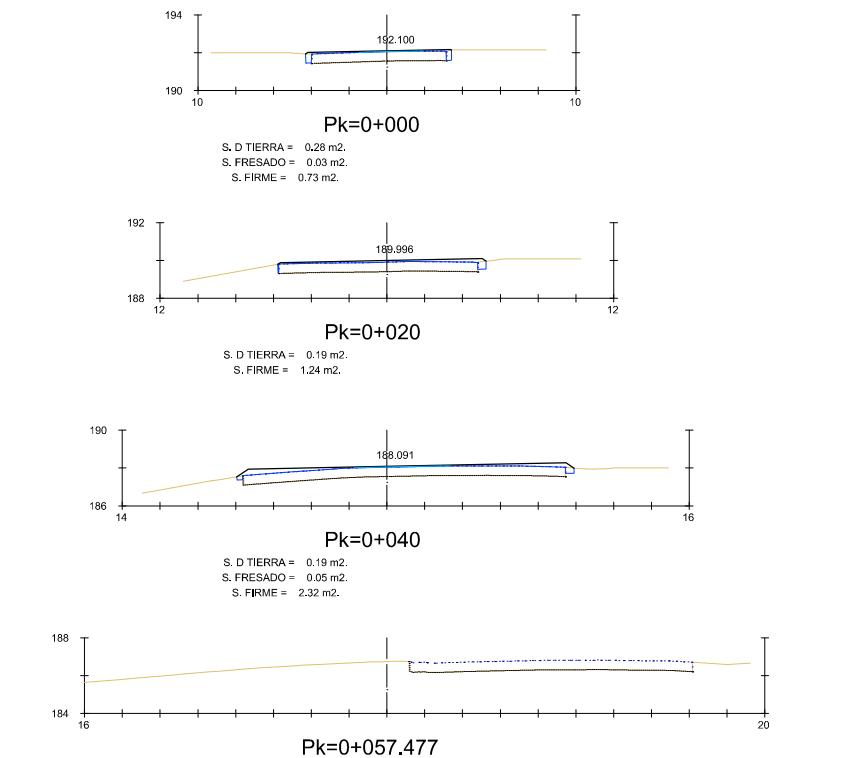 194
192.100
190
10
10
Pk=0+000
S. D TIERRA = 0.28 m2.
S. FRESADO = 0.03 m2.
S. FIRME = 0.73 m2.
192
189.996
188
12
12
Pk=0+020
S. D TIERRA = 0.19 m2.
S. FIRME = 1.24 m2.
190
188.091
186
14
16
Pk=0+040
S. D TIERRA = 0.19 m2.
S. FRESADO = 0.05 m2.
S. FIRME = 2.32 m2.
188
184
16
20
Pk=0+057.477